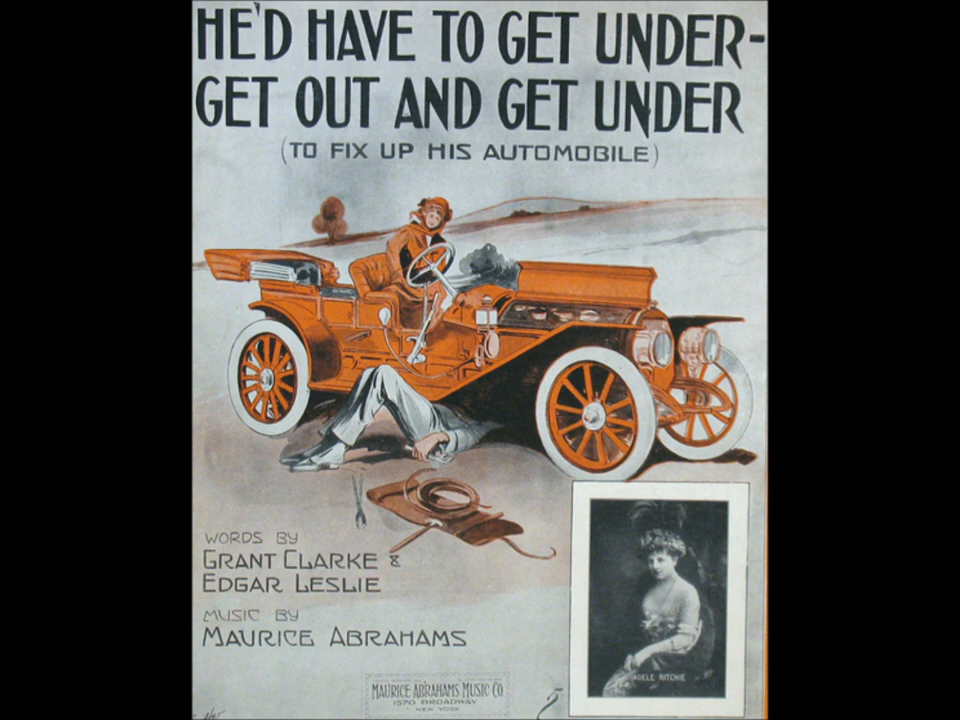 HE'D HAVE TO GET UNDER-
GET OUT AND GET UNDER
(TO FIX UP HIS AUTOMOBILE)
WORDS BY
GRANT CLARKE &
EDGAR LESLIE
MUSIC BY
MAURICE ABRAHAMS
ADELE RITCHIE
MAURICE ABRAHAMS MUSIC CO
1570 BROADWAY
NEW YORK
5